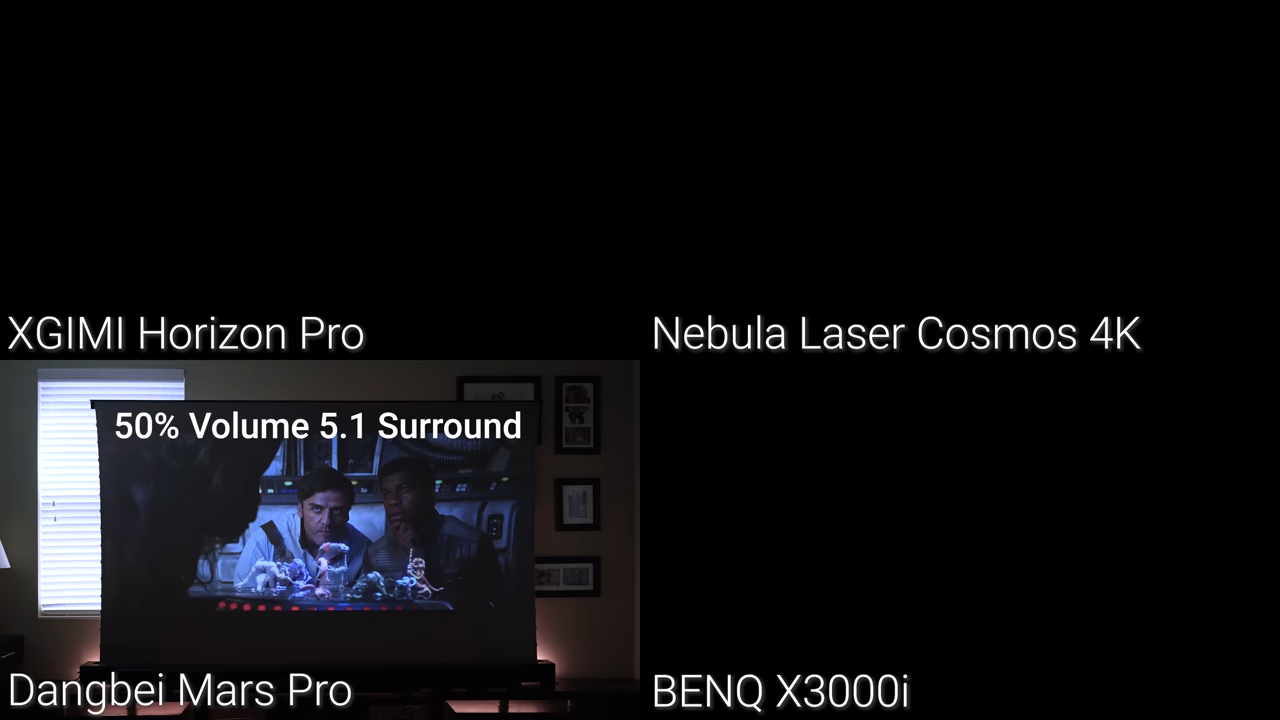 XGIMI Horizon Pro
Nebula Laser Cosmos 4K
50% Volume 5.1 Surround
Dangbei Mars Pro
BENQ X3000i